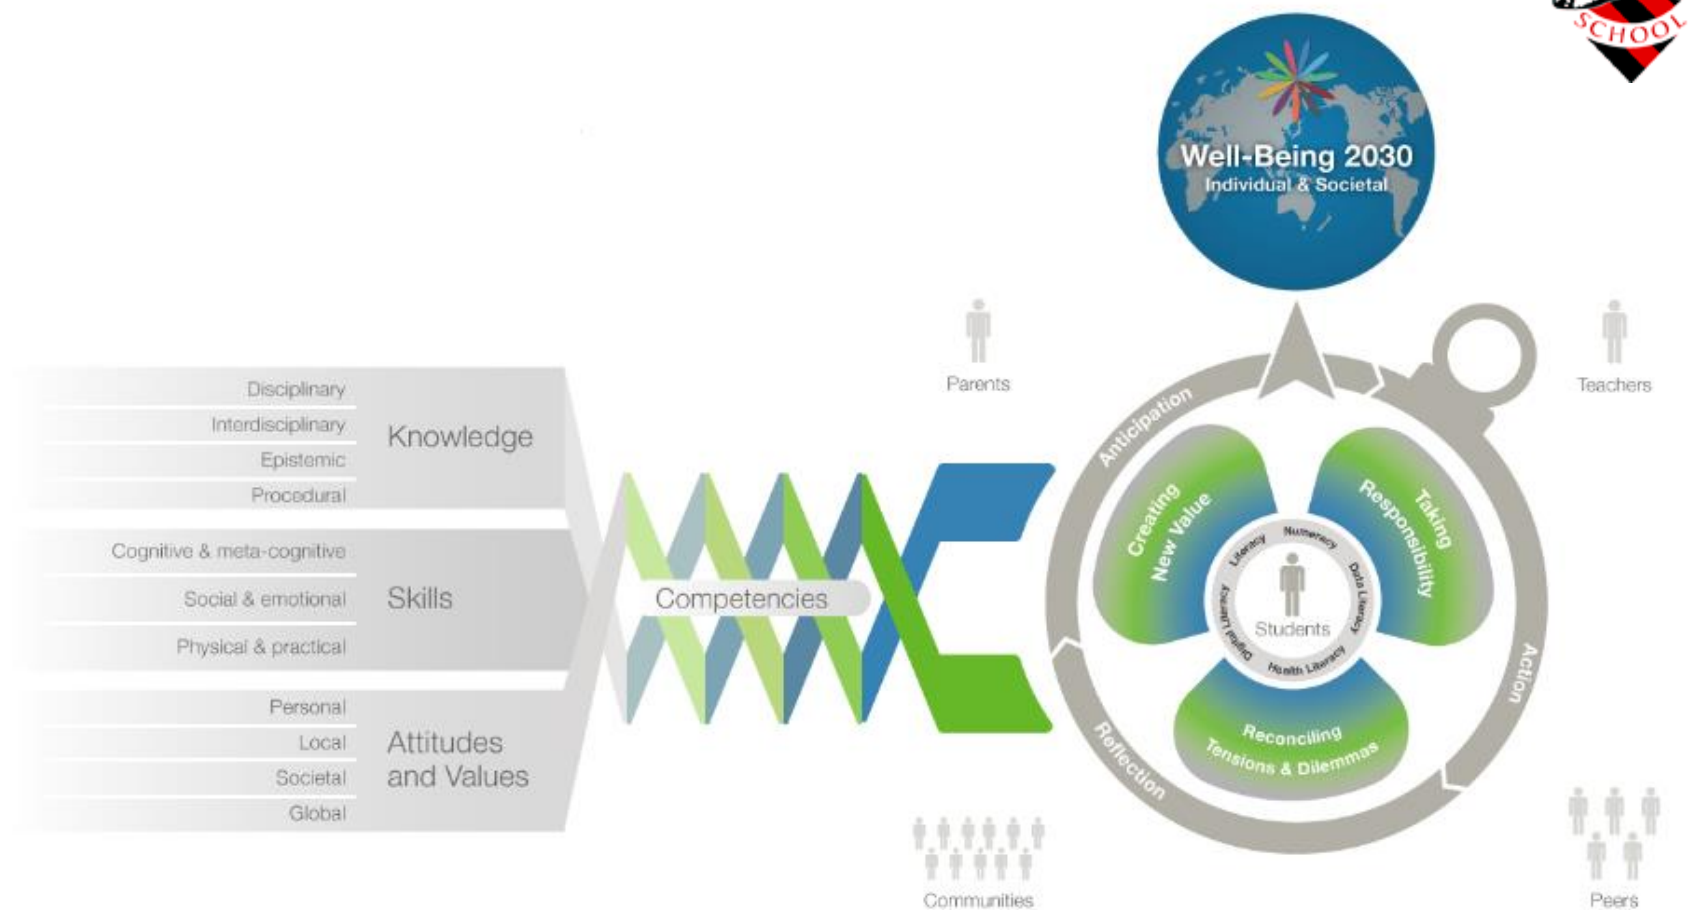 SCHOOL
Well-Being 2030
Individual & Societal
Parents
Teachers
Disciplinary
Interdisciplinary
Epistemic
Procedural
Knowledge
Cognitive & meta-cognitive
Social & emotional
Physical & practical
Skills
Personal
Local
Societal
Global
Attitudes
and Values
Competencies
Anticipation
Action
Reflection
Creating
New Value
Taking
Responsibility
Reconciling
Tensions & Dilemmas
Literacy
Numeracy
Data Literacy
Health Literacy
Digital Literacy
Students
Communities
Peers